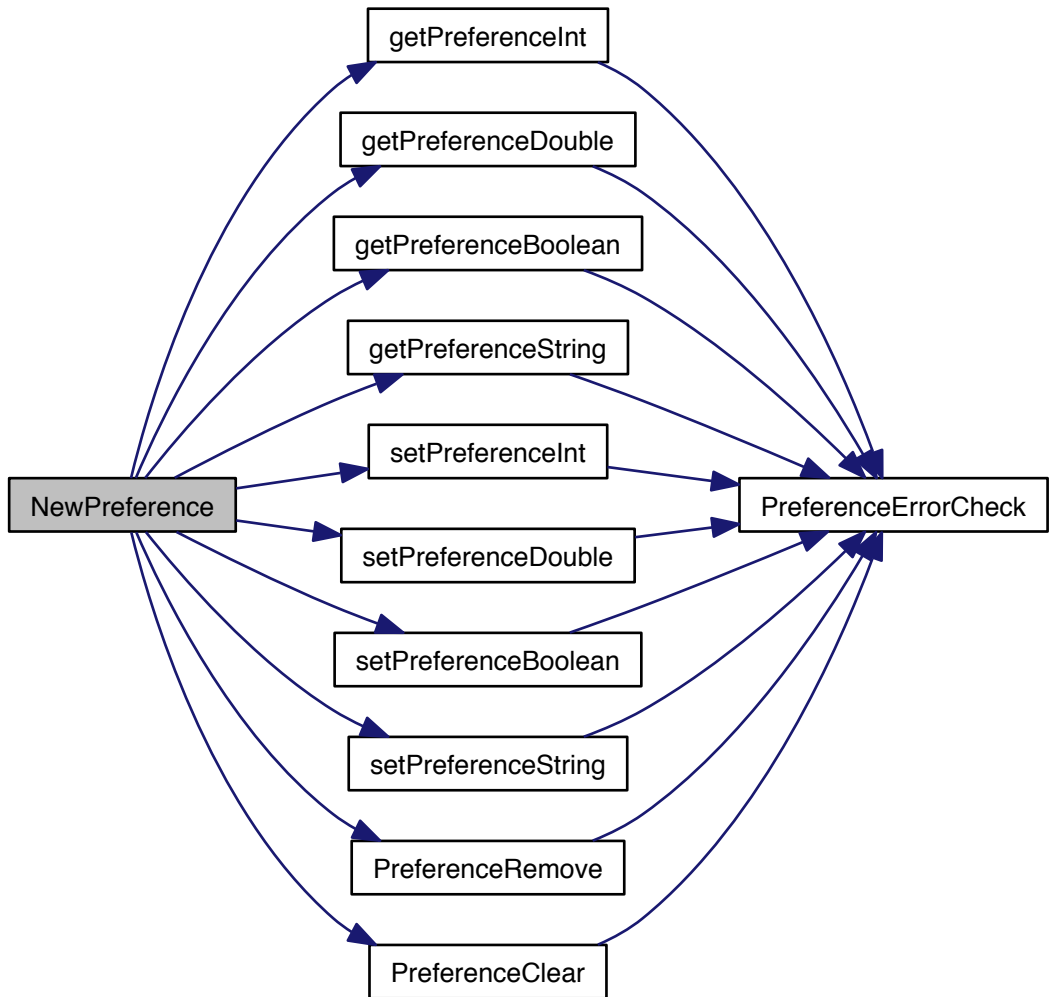 getPreferenceInt
getPreferenceDouble
getPreferenceBoolean
getPreferenceString
setPreferenceInt
NewPreference
PreferenceErrorCheck
setPreferenceDouble
setPreferenceBoolean
setPreferenceString
PreferenceRemove
PreferenceClear